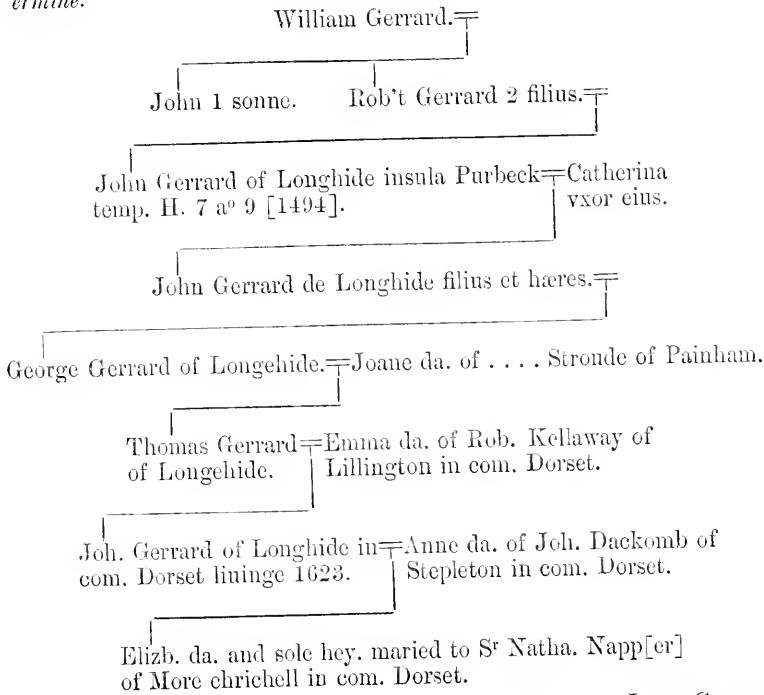 ermine.
William Gerrard.
John 1 sonne. Rob't Gerrard 2 filius.
John Gerrard of Longhide insula Purbeck Catherina
temp. H. 7 aº 9 [1494]. vxor eius.
John Gerrard de Longhide filius et hæres.
George Gerrard of Longehide. Joane da. of . . . . Stronde of Painham.
Thomas Gerrard Emma da. of Rob. Kellaway of
of Longehide. Lillington in com. Dorset.
Joh. Gerrard of Longhide in Anne da. of Joh. Dackomb of
com. Dorset liuinge 1623. Stepleton in com. Dorset.
Elizb. da. and sole hey. maried to Sʳ Natha. Napp[er]
of More chrichell in com. Dorset.